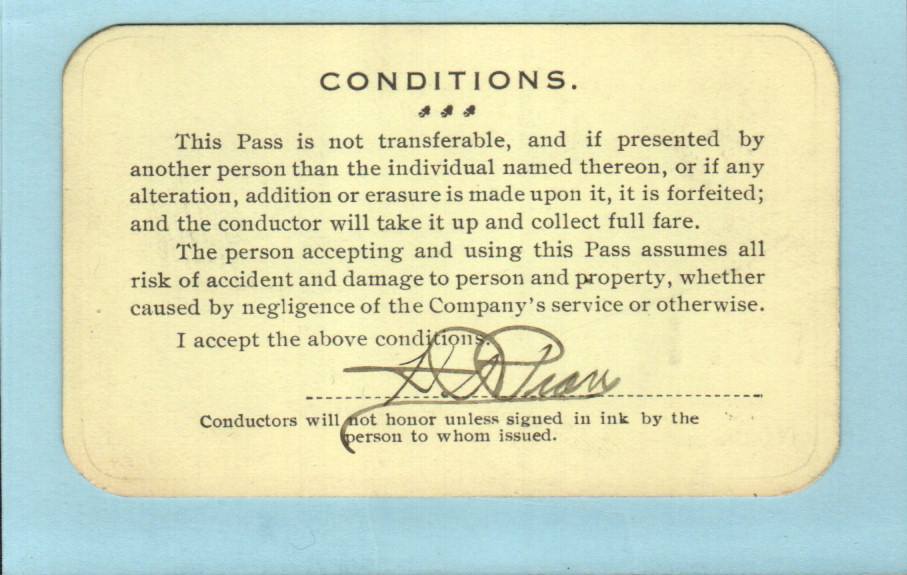 CONDITIONS.
This Pass is not transferable, and if presented by
another person than the individual named thereon, or if any
alteration, addition or erasure is made upon it, it is forfeited;
and the conductor will take it up and collect full fare.
The person accepting and using this Pass assumes all
risk of accident and damage to person and property, whether
caused by negligence of the Company's service or otherwise.
I accept the above conditions.
Conductors will not honor unless signed in ink by the
person to whom issued.